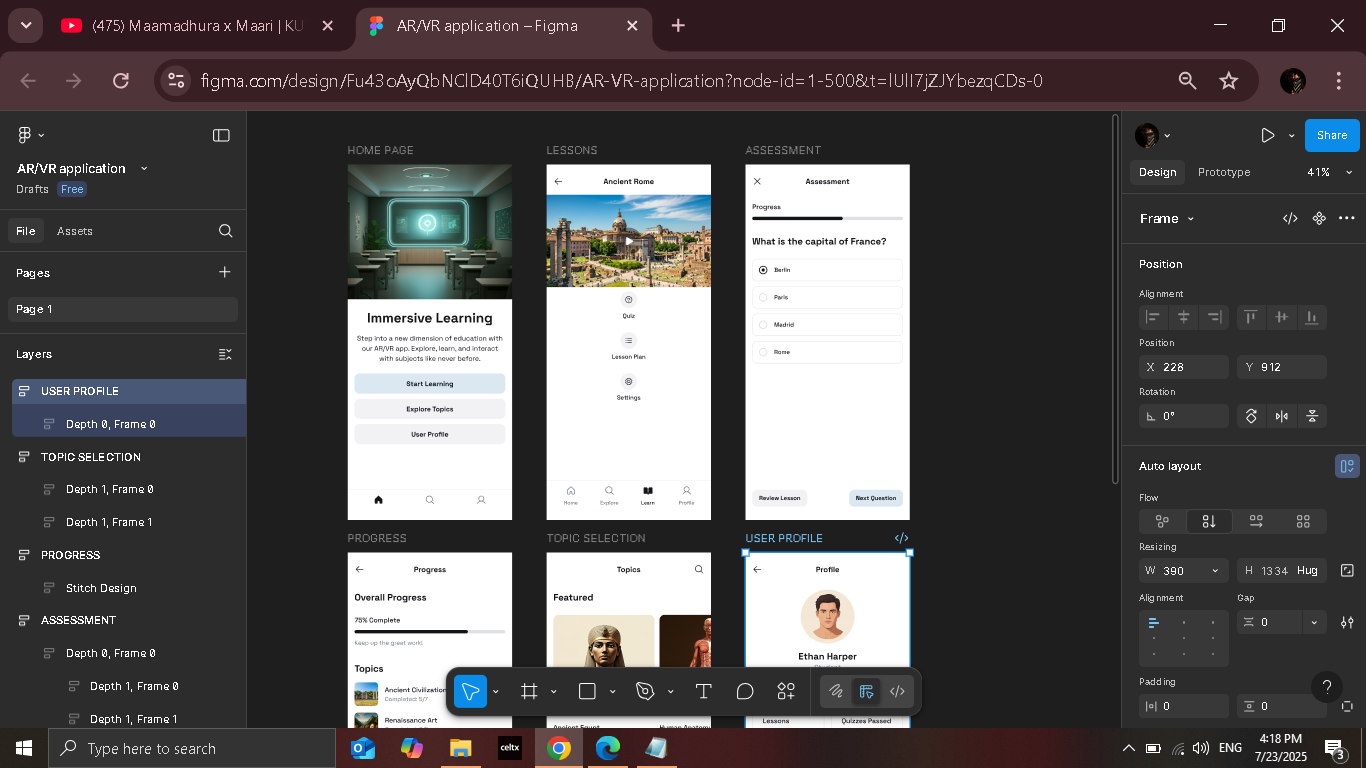 (475) Maamadhura x Maari | KU
AR/VR application – Figma
figma.com/design/Fu43oAyQbNClD40T6iQUHB/AR-VR-application?node-id=1-500&t=lUll7jZJYbezqCDs-0
AR/VR application
Drafts Free
File Assets
Pages
Page 1
Layers
USER PROFILE
Depth 0, Frame 0
TOPIC SELECTION
Depth 1, Frame 0
Depth 1, Frame 1
PROGRESS
Stitch Design
ASSESSMENT
Depth 0, Frame 0
Depth 1, Frame 0
Depth 1, Frame 1
HOME PAGE
Immersive Learning
Step into a new dimension of education with
our AR/VR app. Explore, learn, and interact
with subjects like never before.
Start Learning
Explore Topics
User Profile
LESSONS
Ancient Rome
Quiz
Lesson Plan
Settings
Home Explore Learn Profile
ASSESSMENT
Assessment
Progress
What is the capital of France?
Berlin
Paris
Madrid
Rome
Review Lesson Next Question
PROGRESS
Progress
Overall Progress
75% Complete
Keep up the great work!
Topics
Ancient Civilization
Completed: 5/7
Renaissance Art
TOPIC SELECTION
Topics
Featured
Ancient Egypt Human Anatomy
USER PROFILE
Profile
Ethan Harper
Lessons Quizzes Passed
Share
Design Prototype 41%
Frame
Position
Alignment
Position
X 228 Y 912
Rotation
0°
Auto layout
Flow
Resizing
W 390 H 1334 Hug
Alignment Gap
0
Padding
0 0
?
Type here to search
celtx
ENG
4:18 PM
7/23/2025
3